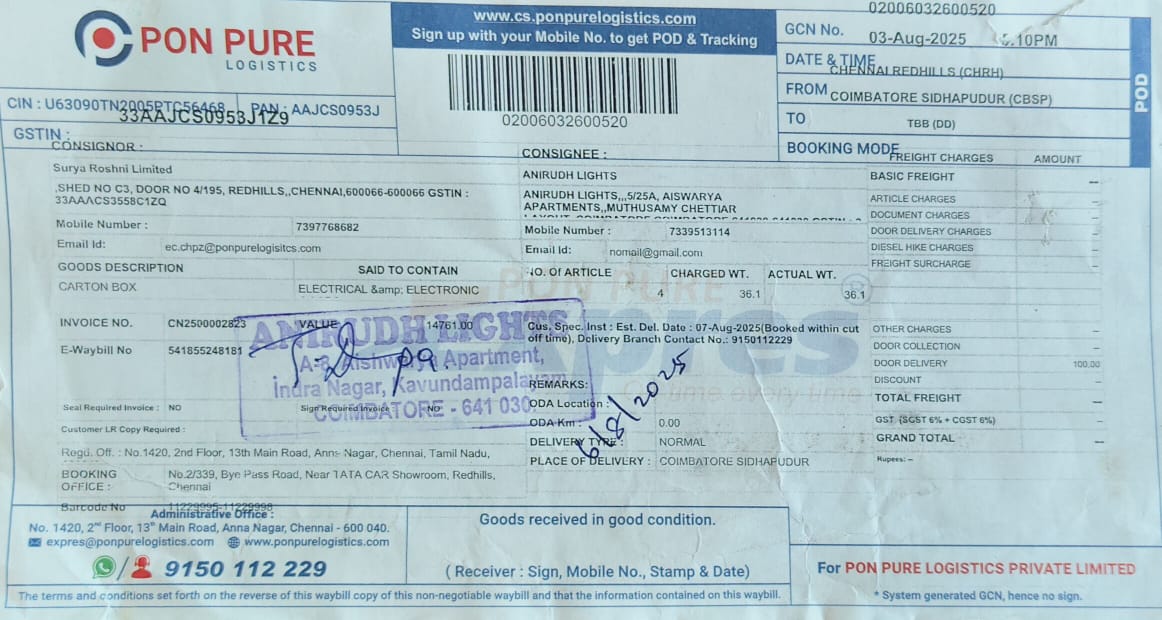 PON PURE
LOGISTICS
www.cs.ponpurelogistics.com
Sign up with your Mobile No. to get POD & Tracking
02006032600520
02006032600520
GCN No.
03-Aug-2025 10PM
DATE & TIME
CHENNAI REDHILLS (CHRH)
FROM
COIMBATORE SIDHAPUDUR (CBSP)
TO
TBB (DD)
BOOKING MODE
POD
CIN : U63090TN2005PTC56468 PAN : AAJCS0953J
33AAJCS0953J1Z9
GSTIN :
CONSIGNOR :
Surya Roshni Limited
,SHED NO C3, DOOR NO 4/195, REDHILLS,,CHENNAI,600066-600066 GSTIN :
33AAACS3558C1ZQ
Mobile Number : 7397768682
Email Id: ec.chpz@ponpurelogisitcs.com
CONSIGNEE :
ANIRUDH LIGHTS
ANIRUDH LIGHTS,,,5/25A, AISWARYA
APARTMENTS,,MUTHUSAMY CHETTIAR
Mobile Number : 7339513114
Email Id: nomail@gmail.com
FREIGHT CHARGES AMOUNT
BASIC FREIGHT --
ARTICLE CHARGES --
DOCUMENT CHARGES --
DOOR DELIVERY CHARGES --
DIESEL HIKE CHARGES --
FREIGHT SURCHARGE --
GOODS DESCRIPTION SAID TO CONTAIN NO. Of ARTICLE CHARGED WT. ACTUAL WT.
CARTON BOX ELECTRICAL &amp; ELECTRONIC 4 36.1 36.1
PON PURE
®
xpres
time every time
INVOICE NO. CN2500002823 VALUE 14761.00
E-Waybill No 541855248181
Seal Required Invoice : NO Sign Required Invoice NO
Customer LR Copy Required :
ANIRUDH LIGHTS
A-6, Aishwarya Apartment,
Indra Nagar, Kavundampalayam
COIMBATORE - 641 030.
6/8/2025
Cus. Spec. Inst : Est. Del. Date : 07-Aug-2025(Booked within cut
off time), Delivery Branch Contact No.: 9150112229
REMARKS:
ODA Location :
ODA Km : 0.00
DELIVERY TYPE : NORMAL
PLACE OF DELIVERY : COIMBATORE SIDHAPUDUR
OTHER CHARGES --
DOOR COLLECTION --
DOOR DELIVERY 100.00
DISCOUNT --
TOTAL FREIGHT --
GST (SGST 6% + CGST 6%) --
GRAND TOTAL --
Rupees: --
Regd. Off. : No.1420, 2nd Floor, 13th Main Road, Anna Nagar, Chennai, Tamil Nadu,
BOOKING OFFICE : No.2/339, Bye Pass Road, Near TATA CAR Showroom, Redhills,
Chennai
Barcode No 11229995-11229998
Administrative Office :
No. 1420, 2nd Floor, 13th Main Road, Anna Nagar, Chennai - 600 040.
expres@ponpurelogistics.com www.ponpurelogistics.com
9150 112 229
Goods received in good condition.
( Receiver : Sign, Mobile No., Stamp & Date)
For PON PURE LOGISTICS PRIVATE LIMITED
* System generated GCN, hence no sign.
The terms and conditions set forth on the reverse of this waybill copy of this non-negotiable waybill and that the information contained on this waybill.